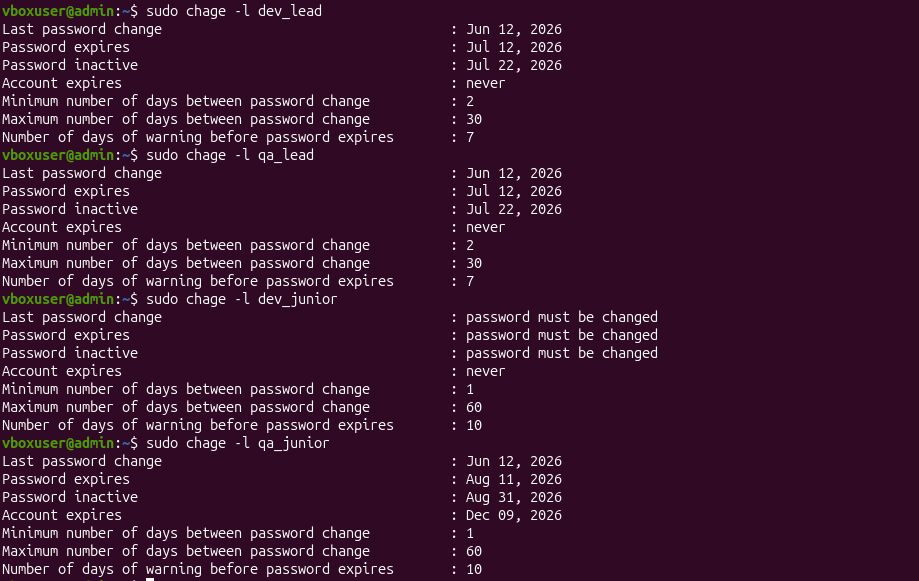 vboxuser@admin:~$ sudo chage -l dev_lead
Last password change : Jun 12, 2026
Password expires : Jul 12, 2026
Password inactive : Jul 22, 2026
Account expires : never
Minimum number of days between password change : 2
Maximum number of days between password change : 30
Number of days of warning before password expires : 7
vboxuser@admin:~$ sudo chage -l qa_lead
Last password change : Jun 12, 2026
Password expires : Jul 12, 2026
Password inactive : Jul 22, 2026
Account expires : never
Minimum number of days between password change : 2
Maximum number of days between password change : 30
Number of days of warning before password expires : 7
vboxuser@admin:~$ sudo chage -l dev_junior
Last password change : password must be changed
Password expires : password must be changed
Password inactive : password must be changed
Account expires : never
Minimum number of days between password change : 1
Maximum number of days between password change : 60
Number of days of warning before password expires : 10
vboxuser@admin:~$ sudo chage -l qa_junior
Last password change : Jun 12, 2026
Password expires : Aug 11, 2026
Password inactive : Aug 31, 2026
Account expires : Dec 09, 2026
Minimum number of days between password change : 1
Maximum number of days between password change : 60
Number of days of warning before password expires : 10